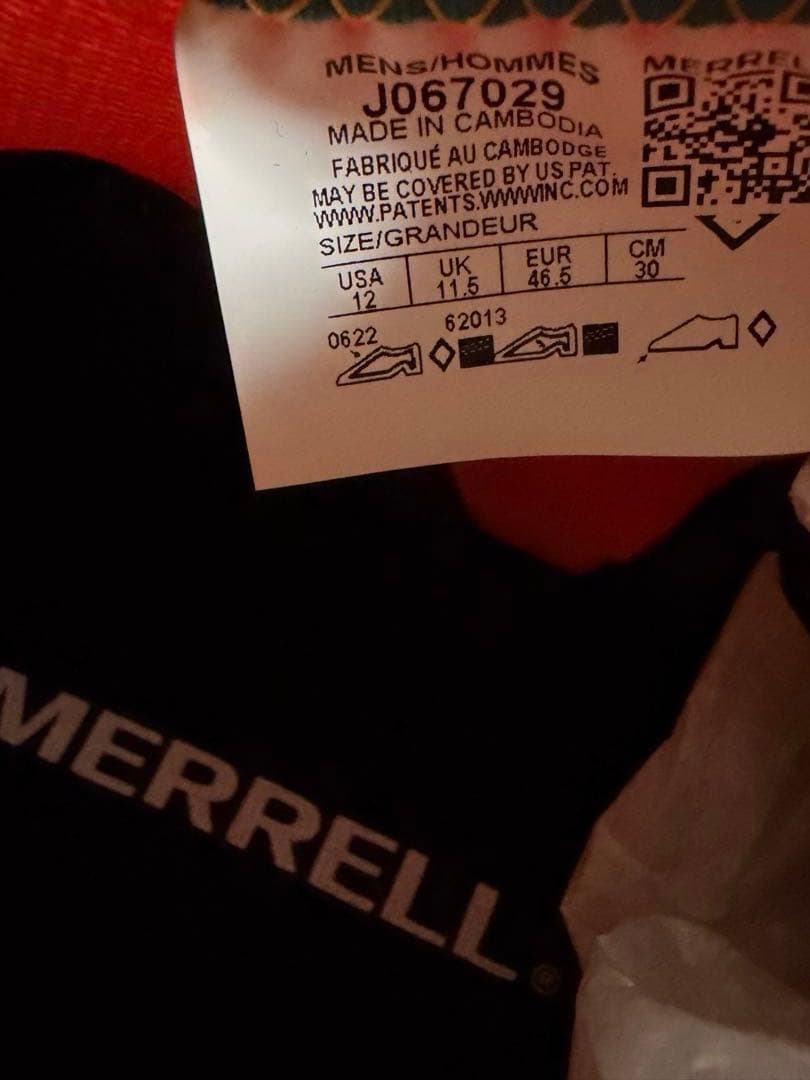 MENS/HOMMES
J067029
MADE IN CAMBODIA
FABRIQUÉ AU CAMBODGE
MAY BE COVERED BY US PAT.
WWW.PATENTS.WWWINC.COM
SIZE/GRANDEUR
USA UK EUR CM
12 11.5 46.5 30
0622 62013
MERREL
MERRELL®